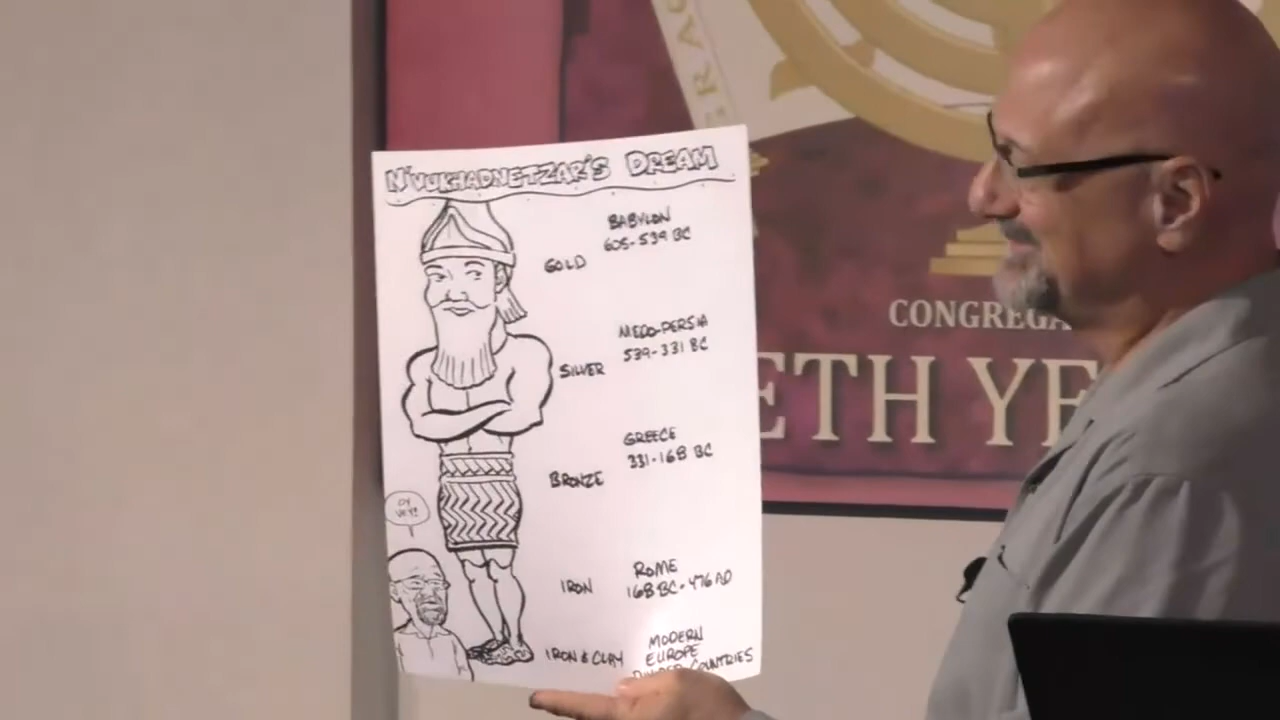 N'VUKHADNETZAR'S DREAM
BABYLON
605-539 BC
GOLD
MEDO-PERSIA
539-331 BC
SILVER
GREECE
331-168 BC
BRONZE
OY
VEY!
ROME
168 BC-476 AD
IRON
MODERN
EUROPE
IRON & CLAY
DIVIDED COUNTRIES
CONGREGA
ETH YE